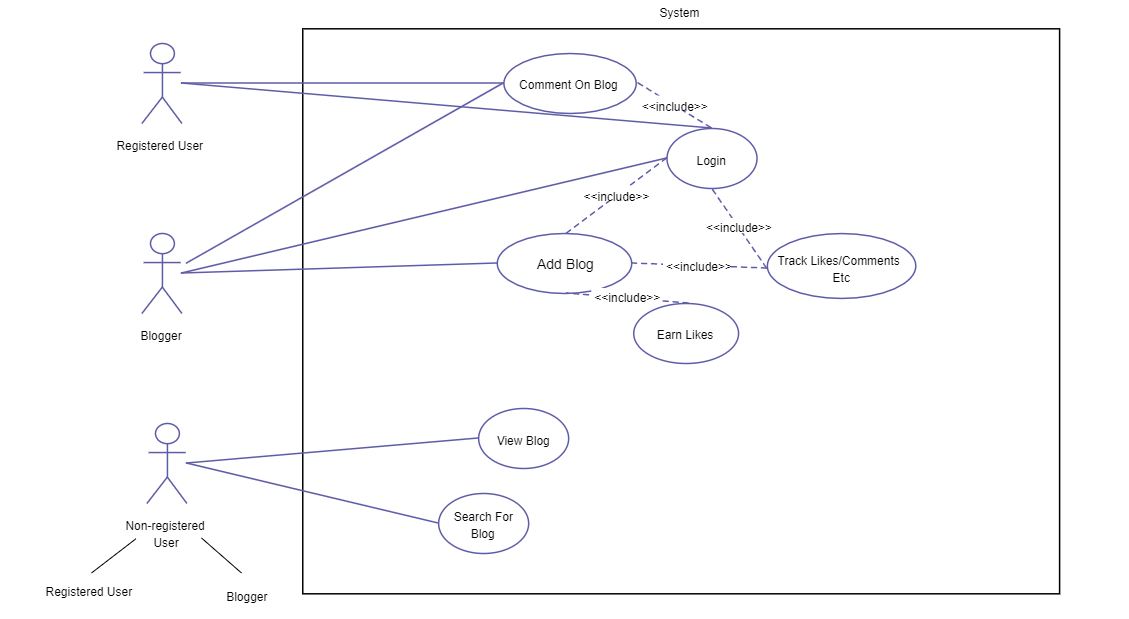 System
Comment On Blog
<<include>>
Registered User
Login
<<include>>
<<include>>
Add Blog
<<include>>
Track Likes/Comments
Etc
<<include>>
Earn Likes
Blogger
View Blog
Search For
Blog
Non-registered
User
Registered User
Blogger